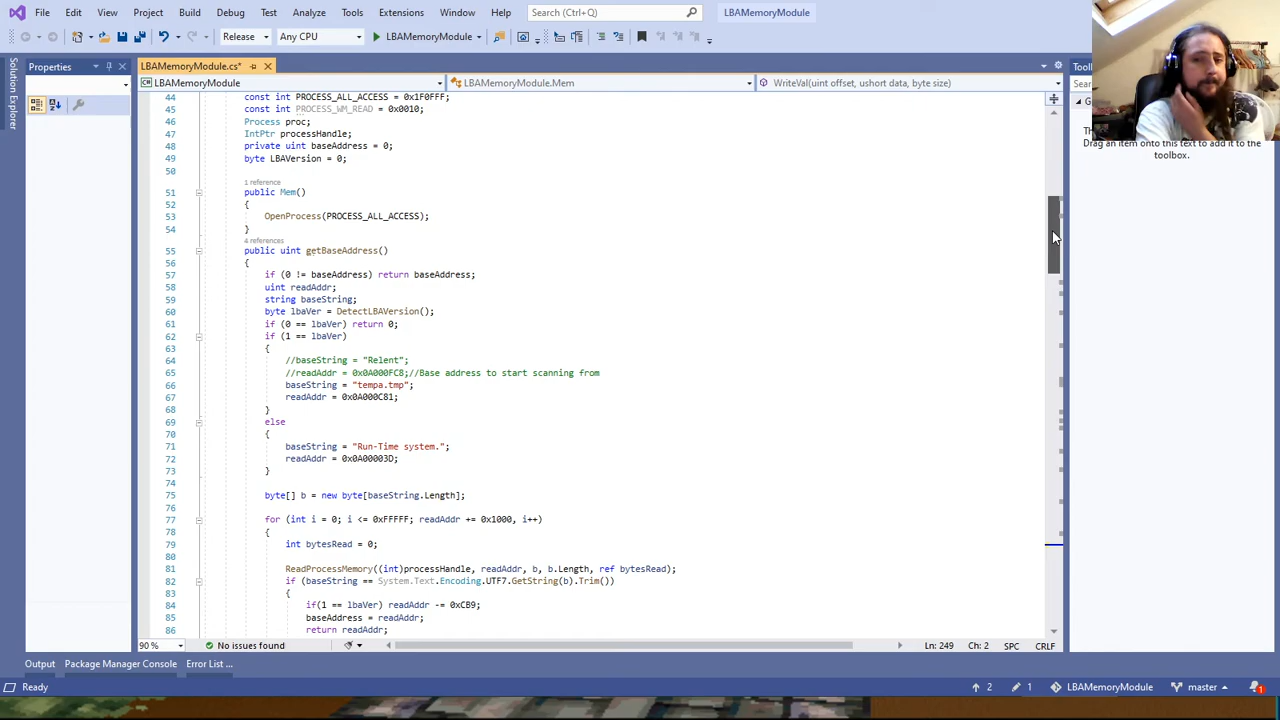 File Edit View Project Build Debug Test Analyze Tools Extensions Window Help Search (Ctrl+Q) LBAMemoryModule
Release Any CPU LBAMemoryModule
Solution Explorer
Properties
LBAMemoryModule.cs*
LBAMemoryModule LBAMemoryModule.Mem WriteVal(uint offset, ushort data, byte size)
44 const int PROCESS_ALL_ACCESS = 0x1F0FFF;
45 const int PROCESS_WM_READ = 0x0010;
46 Process proc;
47 IntPtr processHandle;
48 private uint baseAddress = 0;
49 byte LBAVersion = 0;
50
1 reference
51 public Mem()
52 {
53 OpenProcess(PROCESS_ALL_ACCESS);
54 }
4 references
55 public uint getBaseAddress()
56 {
57 if (0 != baseAddress) return baseAddress;
58 uint readAddr;
59 string baseString;
60 byte lbaVer = DetectLBAVersion();
61 if (0 == lbaVer) return 0;
62 if (1 == lbaVer)
63 {
64 //baseString = "Relent";
65 //readAddr = 0x0A000FC8;//Base address to start scanning from
66 baseString = "tempa.tmp";
67 readAddr = 0x0A000C81;
68 }
69 else
70 {
71 baseString = "Run-Time system.";
72 readAddr = 0x0A00003D;
73 }
74
75 byte[] b = new byte[baseString.Length];
76
77 for (int i = 0; i <= 0xFFFFF; readAddr += 0x1000, i++)
78 {
79 int bytesRead = 0;
80
81 ReadProcessMemory((int)processHandle, readAddr, b, b.Length, ref bytesRead);
82 if (baseString == System.Text.Encoding.UTF7.GetString(b).Trim())
83 {
84 if(1 == lbaVer) readAddr -= 0xCB9;
85 baseAddress = readAddr;
86 return readAddr;
Drag an item onto this text to add it to the
toolbox.
90 % No issues found Ln: 249 Ch: 2 SPC CRLF
Output Package Manager Console Error List ...
Ready 2 1 LBAMemoryModule master 1